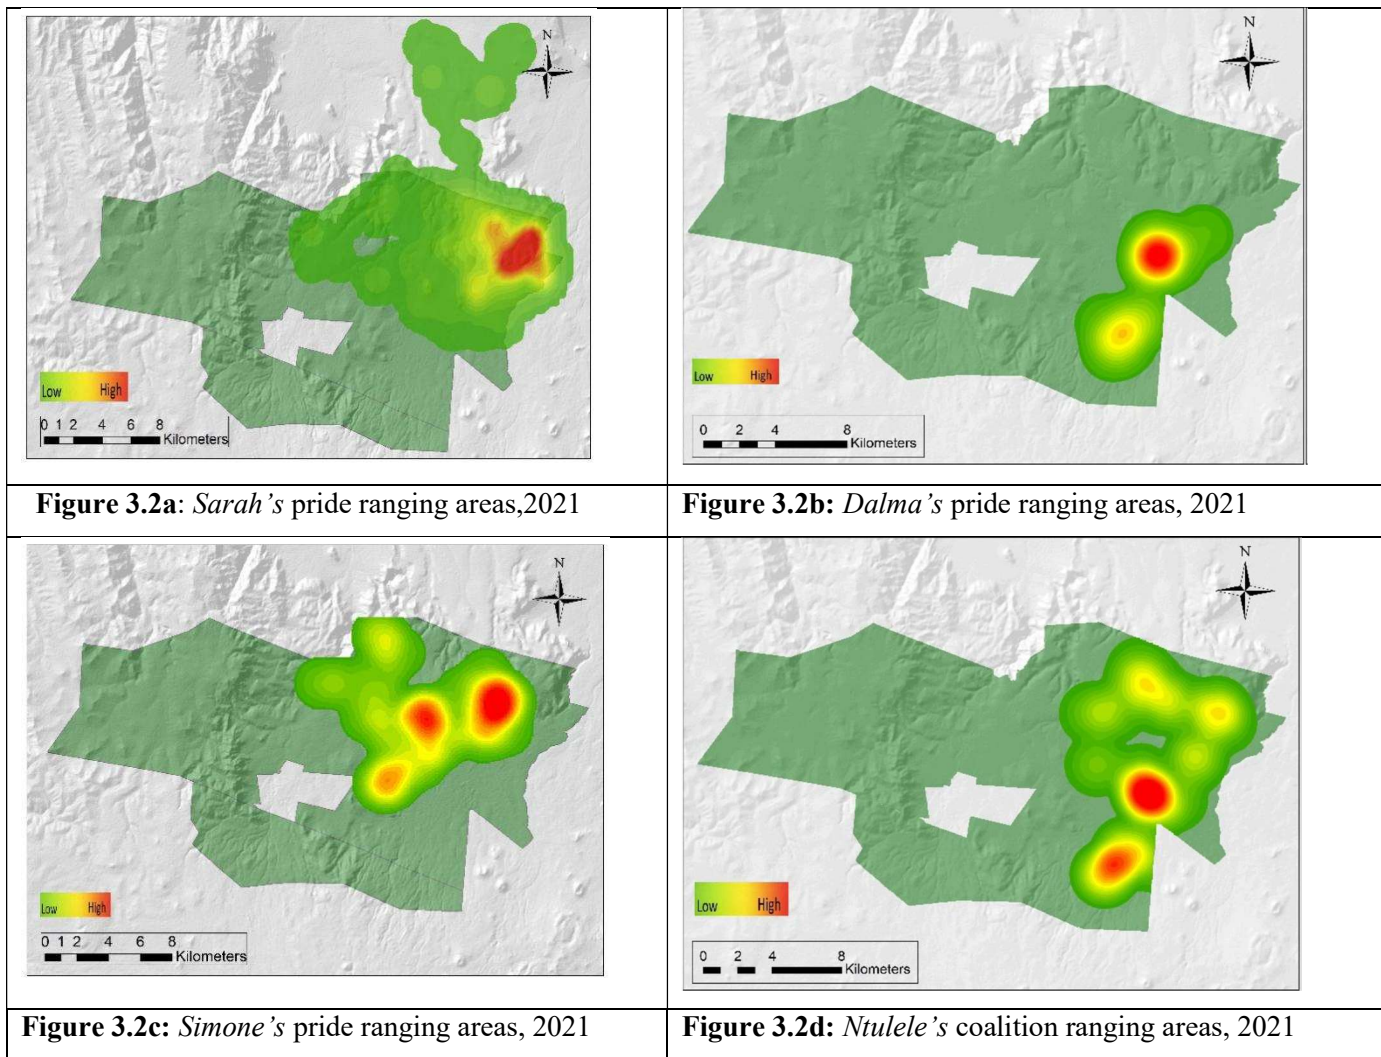 N
Low High
0 1 2 4 6 8
Kilometers
Figure 3.2a: Sarah's pride ranging areas,2021
N
Low High
0 2 4 8
Kilometers
Figure 3.2b: Dalma's pride ranging areas, 2021
N
Low High
0 1 2 4 6 8
Kilometers
Figure 3.2c: Simone's pride ranging areas, 2021
N
Low High
0 2 4 8
Kilometers
Figure 3.2d: Ntulele's coalition ranging areas, 2021